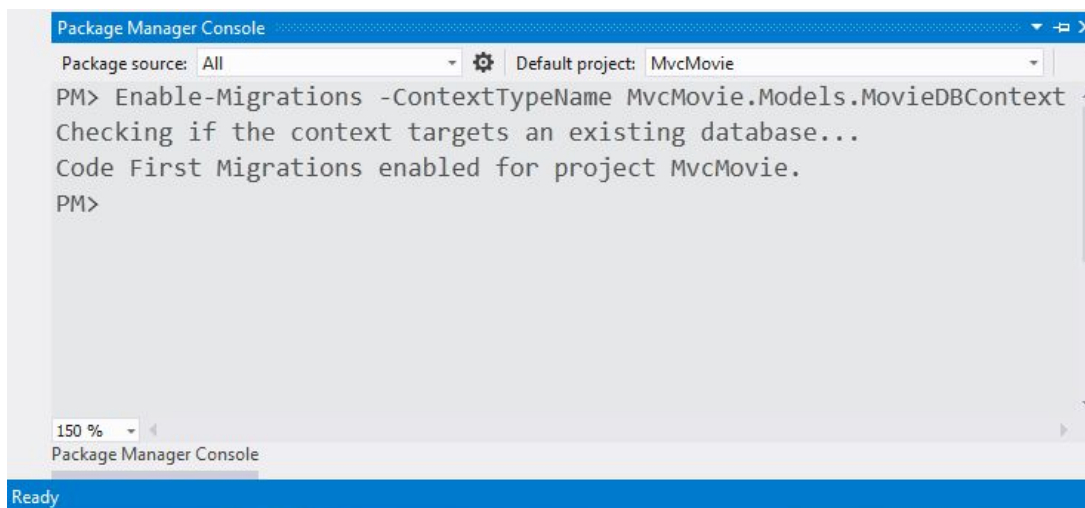 Package Manager Console
Package source: All Default project: MvcMovie
PM> Enable-Migrations -ContextTypeName MvcMovie.Models.MovieDBContext
Checking if the context targets an existing database...
Code First Migrations enabled for project MvcMovie.
PM>
150 %
Package Manager Console
Ready